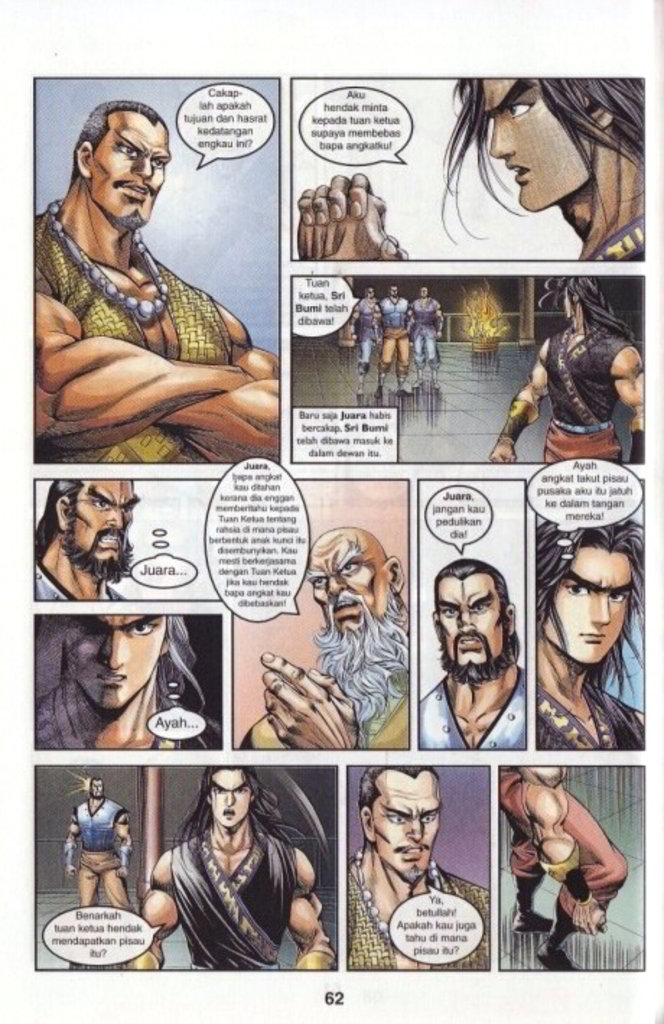 Cakap-
lah apakah
tujuan dan hasrat
kedatangan
engkau ini?
Aku
hendak minta
kepada tuan ketua
supaya membebas
bapa angkatku!
Tuan
ketua, Sri
Bumi telah
dibawa!
Baru saja Juara habis
bercakap, Sri Bumi
telah dibawa masuk ke
dalam dewan itu.
Juara...
Ayah...
Juara,
bapa angkat
kau ditahan
kerana dia enggan
memberitahu kepada
Tuan Ketua tentang
rahsia di mana pisau
berbentuk anak kunci itu
disembunyikan. Kau
mesti berkerjasama
dengan Tuan Ketua
jika kau hendak
bapa angkat kau
dibebaskan!
Juara,
jangan kau
pedulikan
diri!
Ayah
takut pisau
pusaka aku itu jatuh
ke dalam tangan
mereka!
Benarkah
tuan ketua hendak
mendapatkan pisau
itu?
Ya,
betullah!
Apakah kau juga
tahu di mana
pisau itu?
62